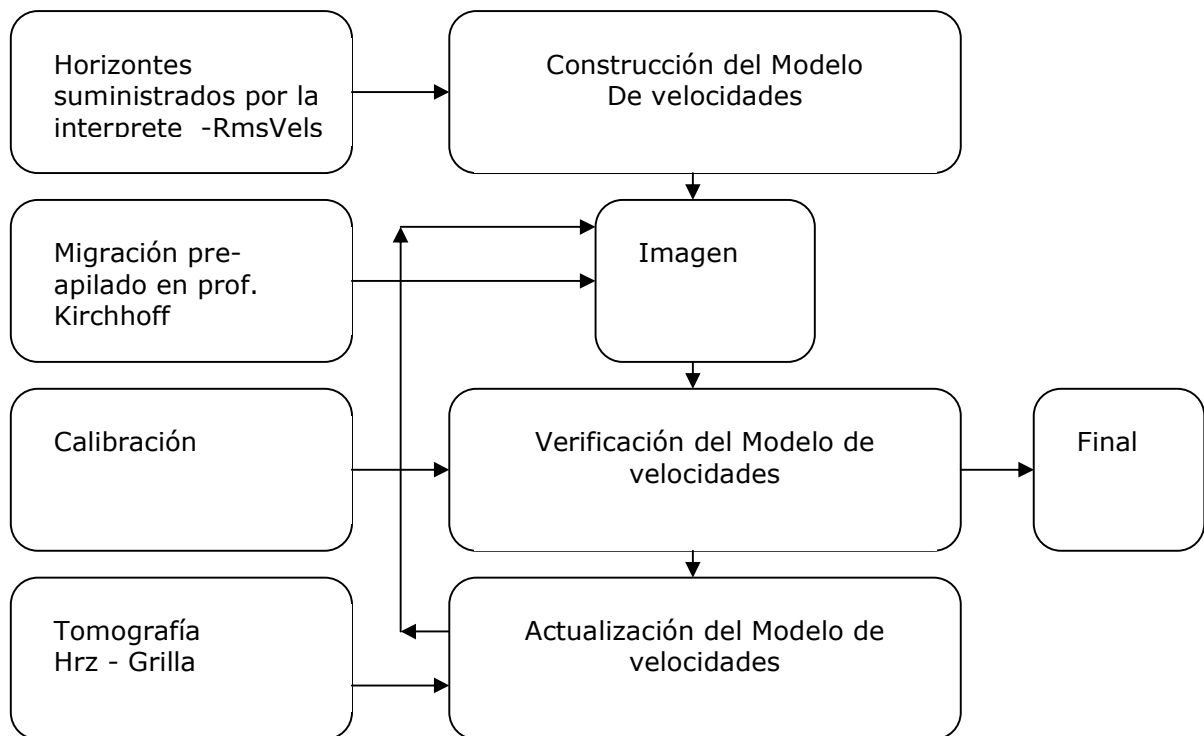 Horizontes
suministrados por la
interprete -RmsVels
Construcción del Modelo
De velocidades
Migración pre-
apilado en prof.
Kirchhoff
Imagen
Calibración
Verificación del Modelo de
velocidades
Final
Tomografía
Hrz - Grilla
Actualización del Modelo de
velocidades